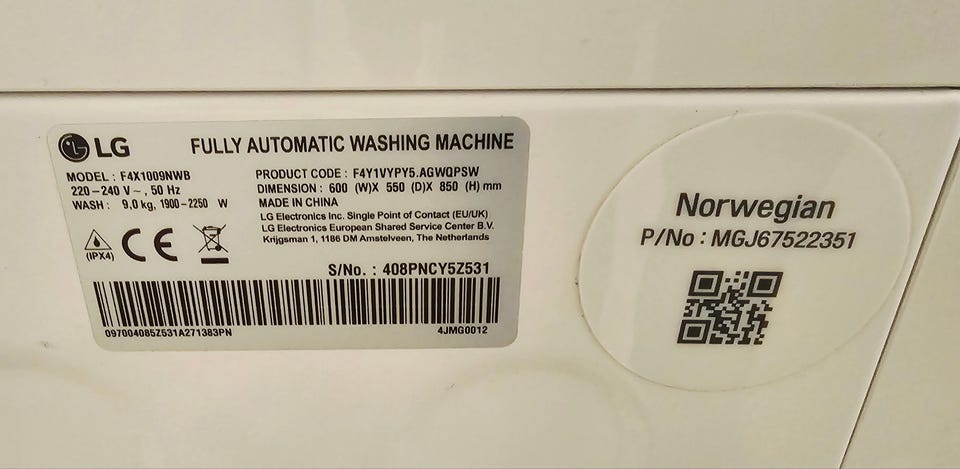 LG FULLY AUTOMATIC WASHING MACHINE
MODEL : F4X1009NWB
220-240 V~, 50 Hz
WASH : 9,0 kg, 1900-2250 W
PRODUCT CODE : F4Y1VYPY5.AGWQPSW
DIMENSION : 600 (W)X 550 (D)X 850 (H) mm
MADE IN CHINA
LG Electronics Inc. Single Point of Contact (EU/UK)
LG Electronics European Shared Service Center B.V.
Krijgsman 1, 1186 DM Amstelveen, The Netherlands
(IPX4)
CE
S/No. : 408PNCY5Z531
097004085Z531A271383PN
4JMG0012
Norwegian
P/No : MGJ67522351